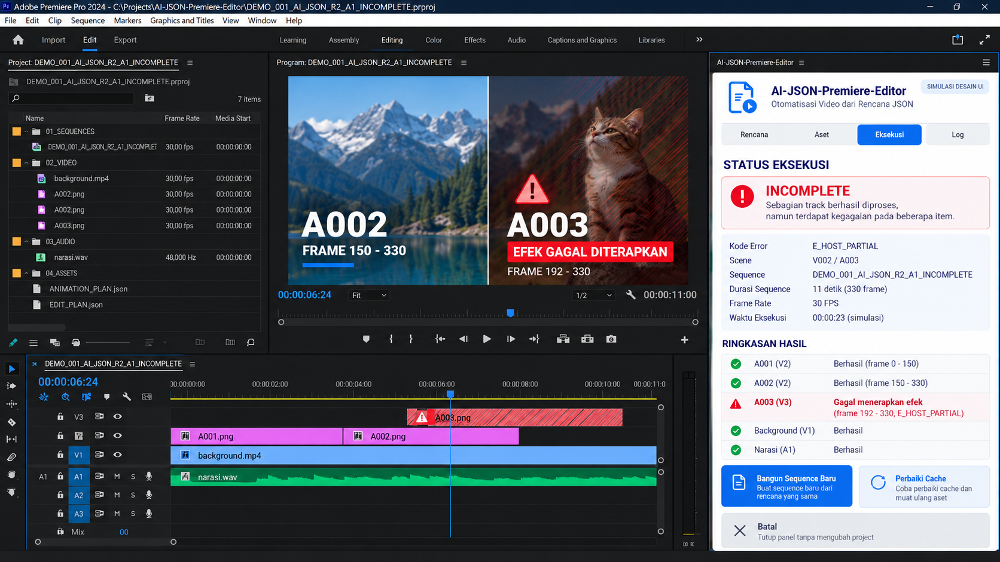 Adobe Premiere Pro 2024 - C:\Projects\AI-JSON-Premiere-Editor\DEMO_001_AI_JSON_R2_A1_INCOMPLETE.prproj
File Edit Clip Sequence Markers Graphics and Titles View Window Help
Import Edit Export
Learning Assembly Editing Color Effects Audio Captions and Graphics Libraries
Project: DEMO_001_AI_JSON_R2_A1_INCOMPLETE
DEMO_001_AI_JSON_R2_A1_INCOMPLETE.prproj
7 items
Name Frame Rate Media Start
01_SEQUENCES
DEMO_001_AI_JSON_R2_A1_INCOMPLET 30,00 fps 00:00:00:00
02_VIDEO
background.mp4 30,00 fps 00:00:00:00
A002.png 30,00 fps 00:00:00:00
A002.png 30,00 fps 00:00:00:00
A003.png 30,00 fps 00:00:00:00
03_AUDIO
narasi.wav 48,000 Hz 00:00:00:00
04_ASSETS
ANIMATION_PLAN.json
EDIT_PLAN.json
Program: DEMO_001_AI_JSON_R2_A1_INCOMPLETE
A002
FRAME 150 - 330
A003
EFEK GAGAL DITERAPKAN
FRAME 192 - 330
00:00:06:24 Fit 1/2 00:00:11:00
DEMO_001_AI_JSON_R2_A1_INCOMPLETE
00:00:06:24
00:00:00:00 00:00:02:00 00:00:04:00 00:00:06:00 00:00:08:00 00:00:10:00 00:00:11:0
V3 A003.png
A001.png A002.png
V1 background.mp4
A1 A1 M S narasi.wav
A2 M S
A3 M S
Mix 00
AI-JSON-Premiere-Editor
AI-JSON-Premiere-Editor
SIMULASI DESAIN UI
Otomatisasi Video dari Rencana JSON
Rencana Aset Eksekusi Log
STATUS EKSEKUSI
INCOMPLETE
Sebagian track berhasil diproses,
namun terdapat kegagalan pada beberapa item.
Kode Error E_HOST_PARTIAL
Scene V002 / A003
Sequence DEMO_001_AI_JSON_R2_A1_INCOMPLETE
Durasi Sequence 11 detik (330 frame)
Frame Rate 30 FPS
Waktu Eksekusi 00:00:23 (simulasi)
RINGKASAN HASIL
A001 (V2) Berhasil (frame 0 - 150)
A002 (V2) Berhasil (frame 150 - 330)
A003 (V3) Gagal menerapkan efek
(frame 192 - 330, E_HOST_PARTIAL)
Background (V1) Berhasil
Narasi (A1) Berhasil
Bangun Sequence Baru
Buat sequence baru dari
rencana yang sama
Perbaiki Cache
Coba perbaiki cache dan
muat ulang aset
Batal
Tutup panel tanpa mengubah project